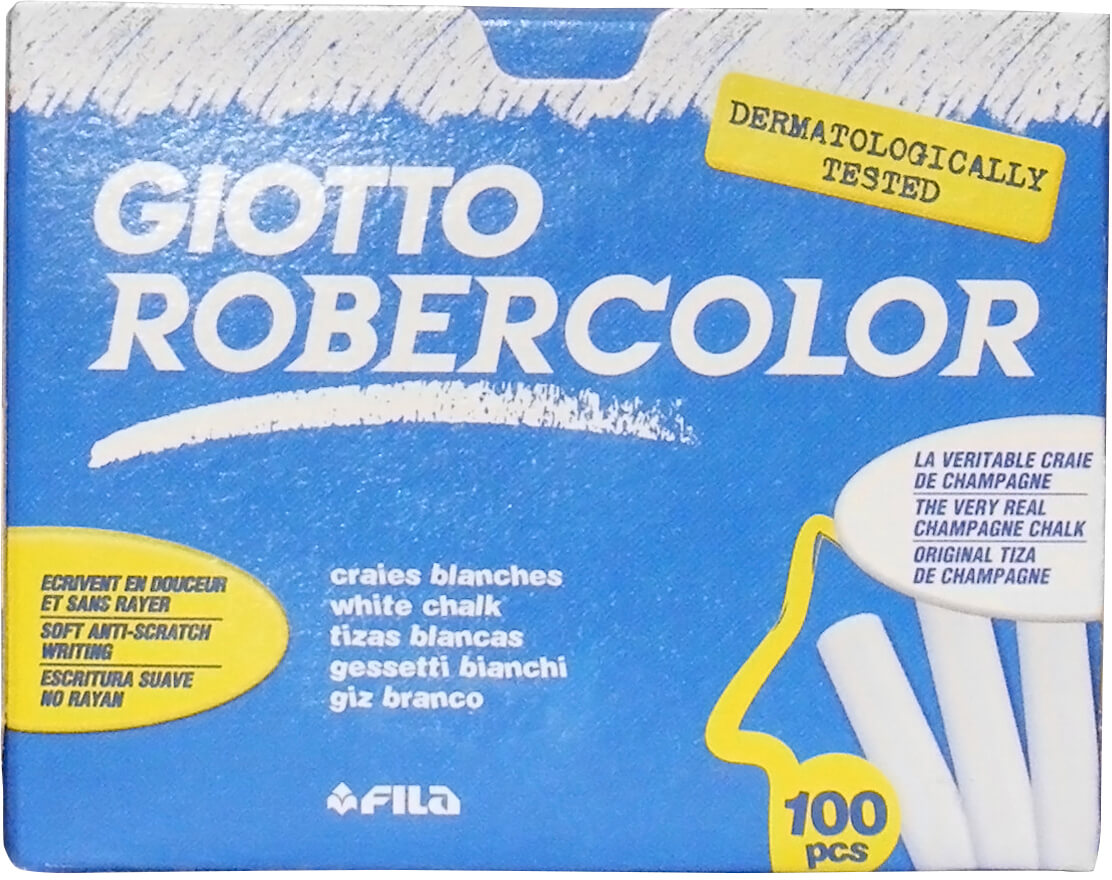 DERMATOLOGICALLY
TESTED
GIOTTO
ROBERCOLOR
LA VERITABLE CRAIE
DE CHAMPAGNE
THE VERY REAL
CHAMPAGNE CHALK
ORIGINAL TIZA
DE CHAMPAGNE
ECRIVENT EN DOUCEUR
ET SANS RAYER
SOFT ANTI-SCRATCH
WRITING
ESCRITURA SUAVE
NO RAYAN
craies blanches
white chalk
tizas blancas
gessetti bianchi
giz branco
FILA
100
pcs